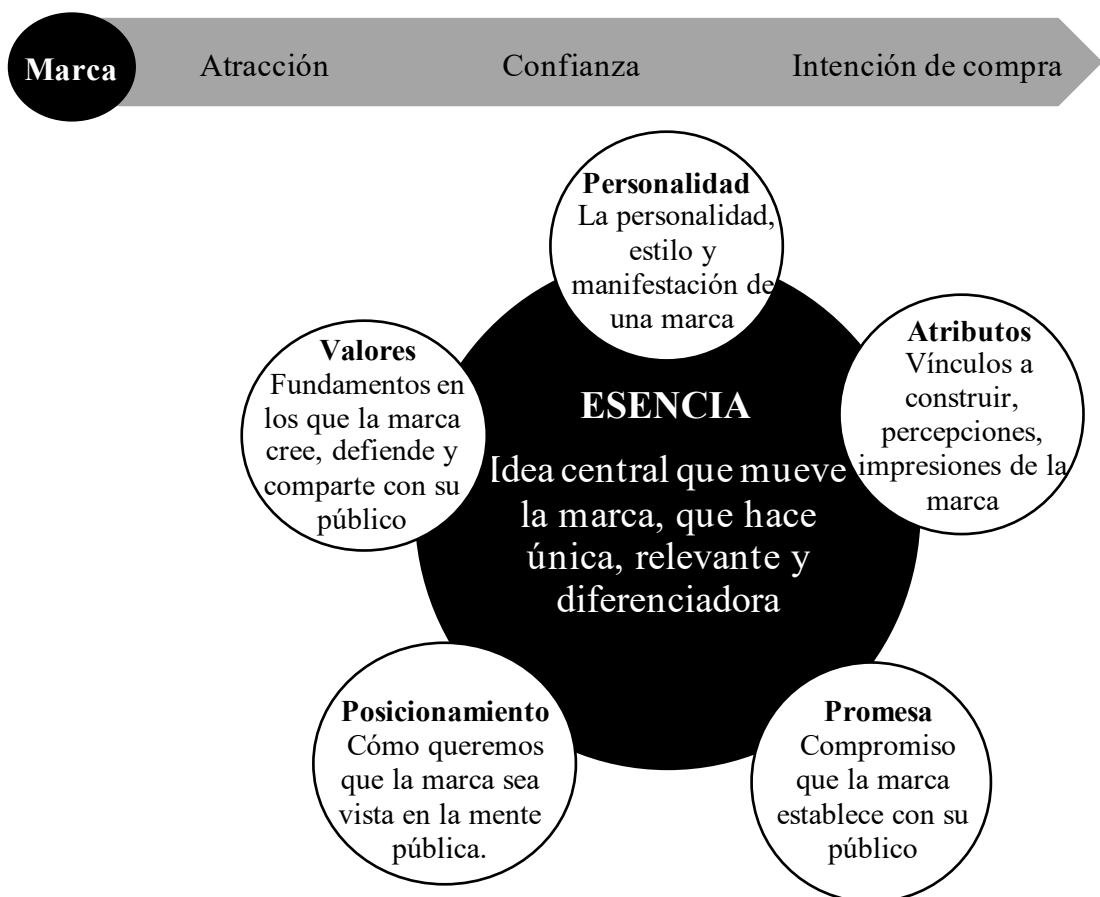 Marca
Atracción
Confianza
Intención de compra
Personalidad
La personalidad,
estilo y
manifestación de
una marca
Valores
Fundamentos en
los que la marca
cree, defiende y
comparte con su
público
Atributos
Vínculos a
construir,
percepciones,
impresiones de la
marca
ESENCIA
Idea central que mueve
la marca, que hace
única, relevante y
diferenciadora
Posicionamiento
Cómo queremos
que la marca sea
vista en la mente
pública.
Promesa
Compromiso
que la marca
establece con su
público